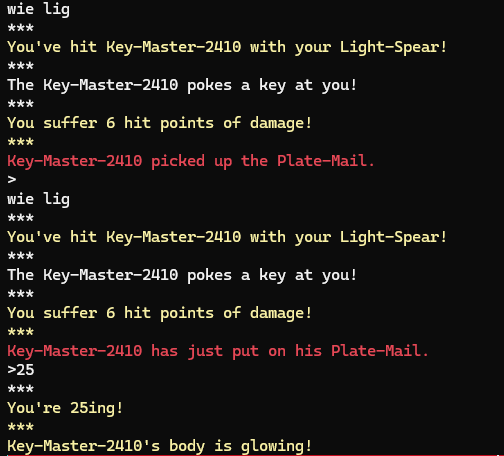 wie lig
***
You've hit Key-Master-2410 with your Light-Spear!
***
The Key-Master-2410 pokes a key at you!
***
You suffer 6 hit points of damage!
***
Key-Master-2410 picked up the Plate-Mail.
>
wie lig
***
You've hit Key-Master-2410 with your Light-Spear!
***
The Key-Master-2410 pokes a key at you!
***
You suffer 6 hit points of damage!
***
Key-Master-2410 has just put on his Plate-Mail.
>25
***
You're 25ing!
***
Key-Master-2410's body is glowing!